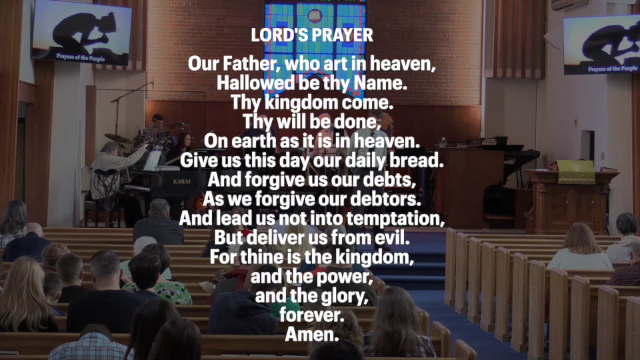 LORD'S PRAYER
Our Father, who art in heaven,
Hallowed be thy Name.
Thy kingdom come.
Thy will be done,
On earth as it is in heaven.
Give us this day our daily bread.
And forgive us our debts,
As we forgive our debtors.
And lead us not into temptation,
But deliver us from evil.
For thine is the kingdom,
and the power,
and the glory,
forever.
Amen.
Prayers of the People
Prayers of the People
KAWAI